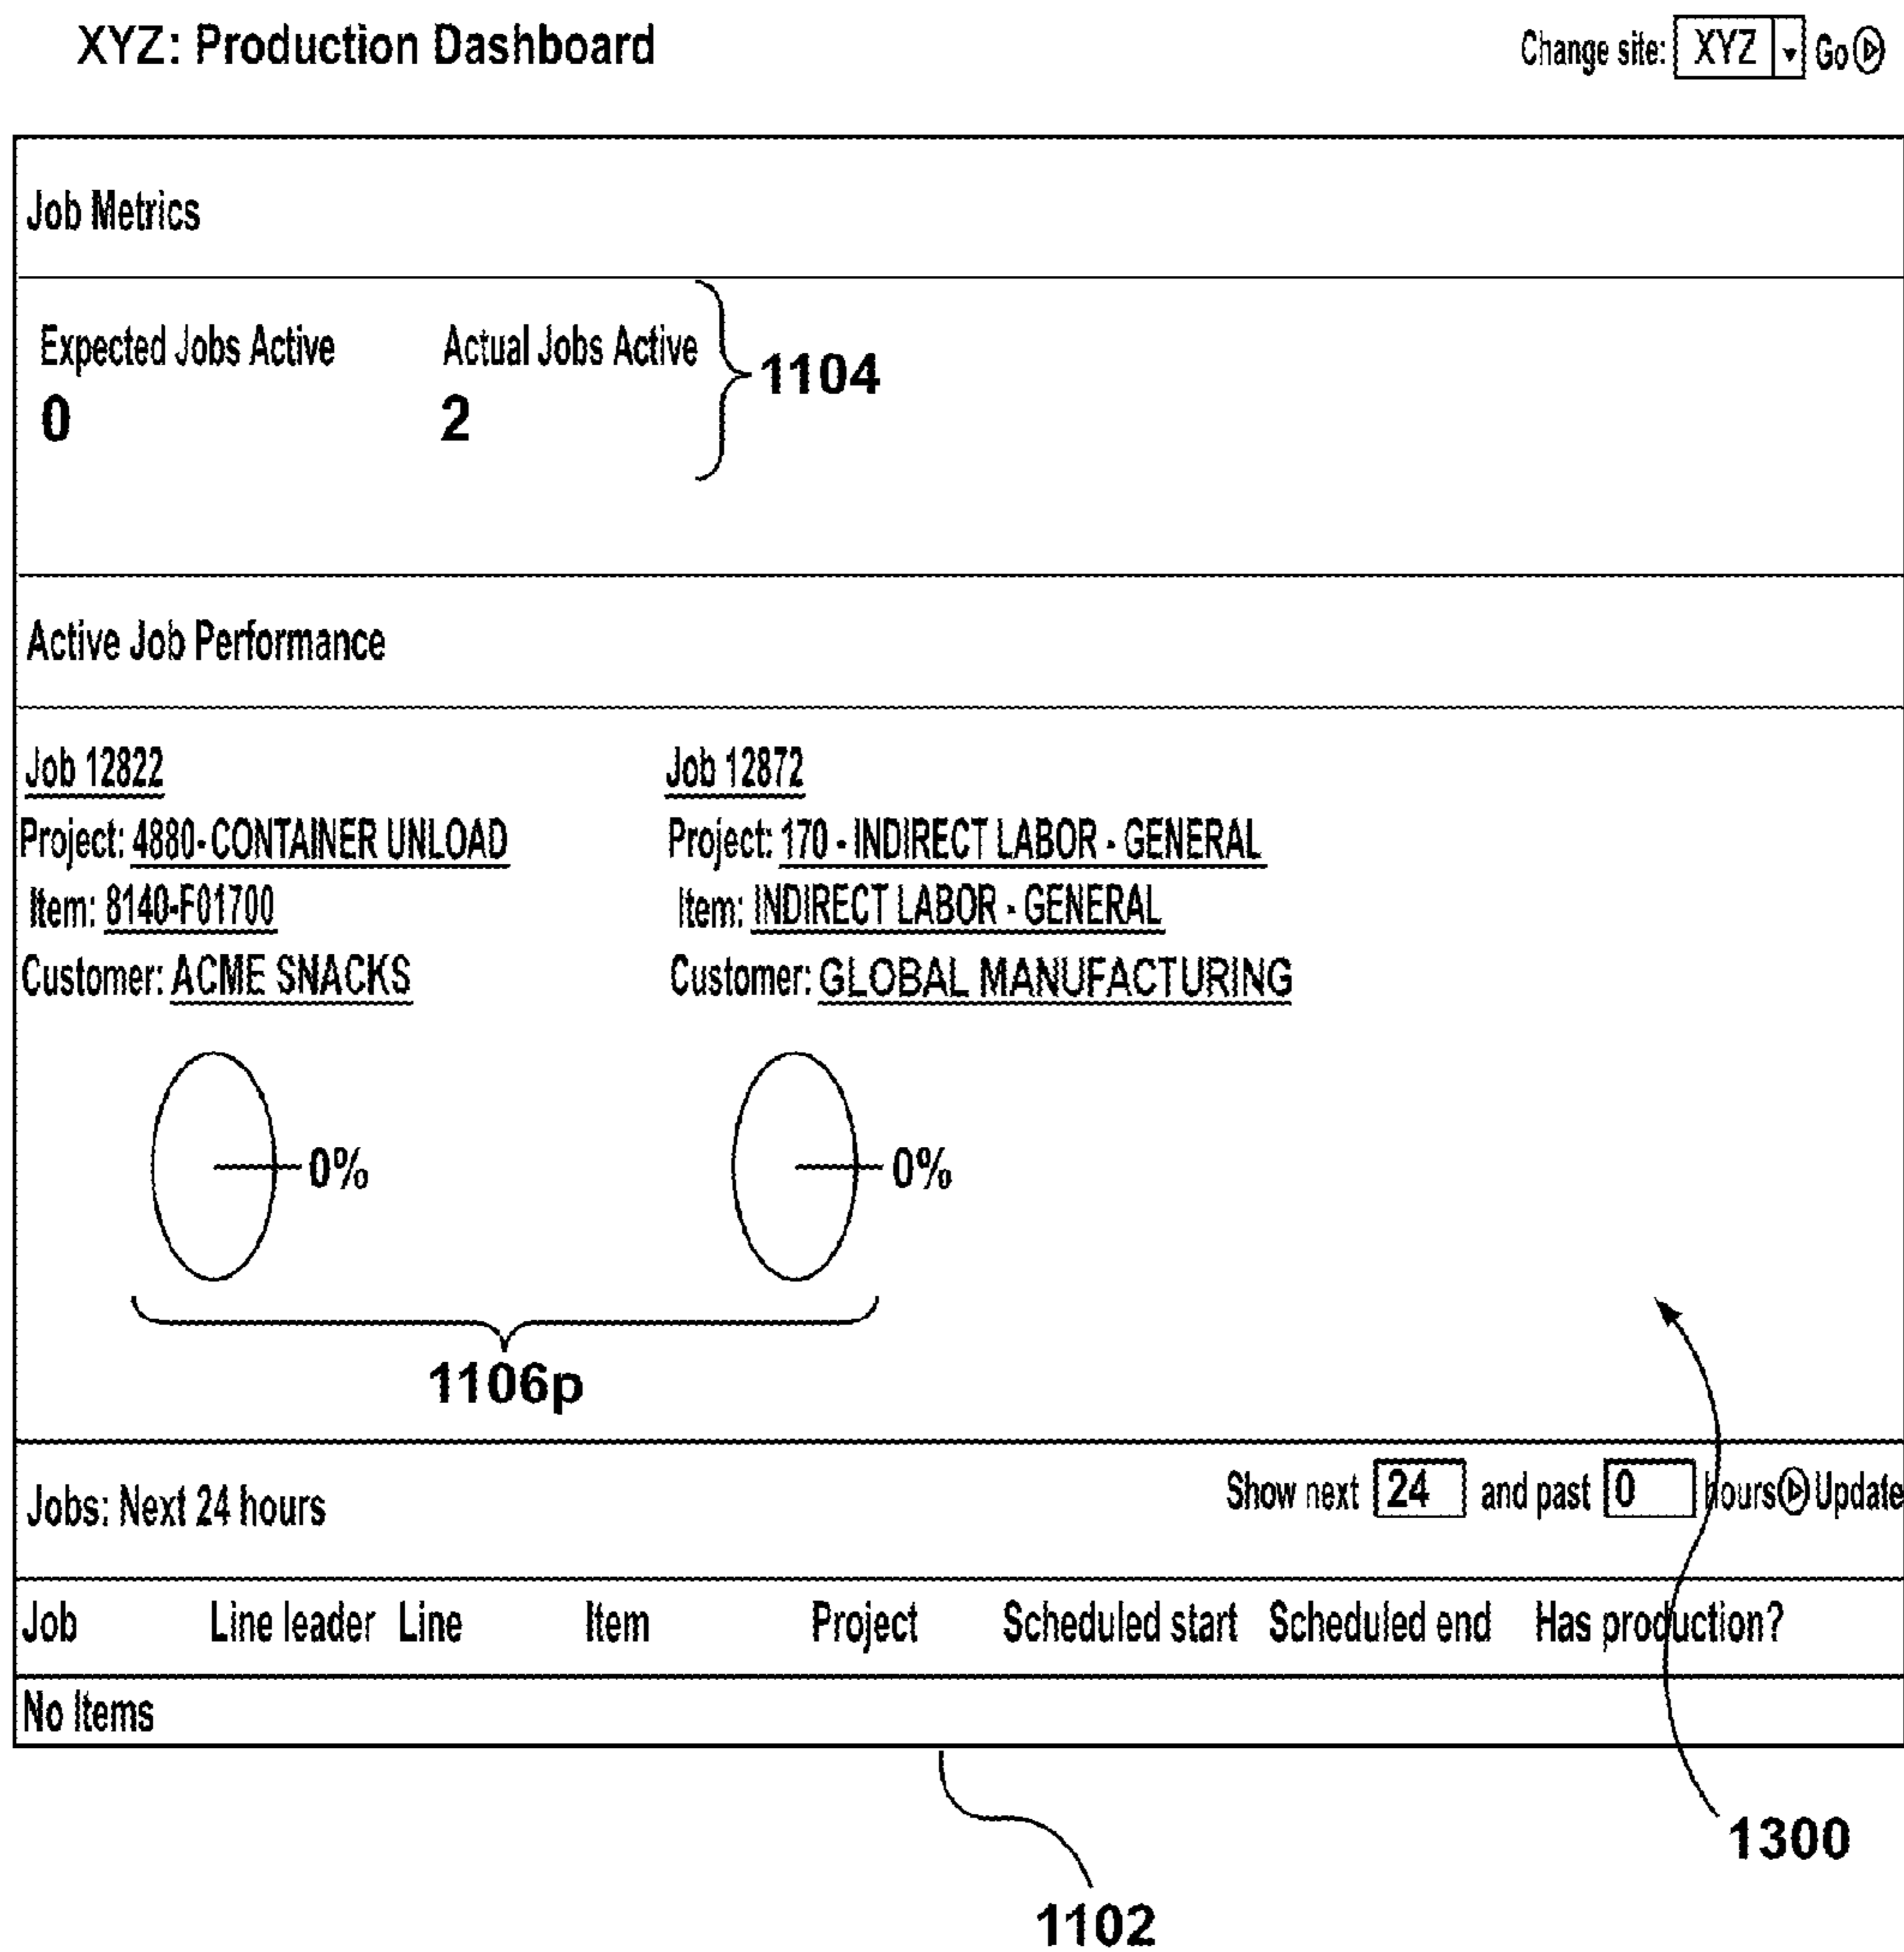 XYZ: Production Dashboard Change site: XYZ Go
Job Metrics
Expected Jobs Active Actual Jobs Active
1104
0 2
Active Job Performance
Job 12822 Job 12872
Project: 4880-CONTAINER UNLOAD Project: 170 - INDIRECT LABOR - GENERAL
Item: 8140-F01700 Item: INDIRECT LABOR - GENERAL
Customer: ACME SNACKS Customer: GLOBAL MANUFACTURING
0% 0%
1106p
Jobs: Next 24 hours Show next 24 and past 0 hours Update
Job Line leader Line Item Project Scheduled start Scheduled end Has production?
No Items
1300
1102